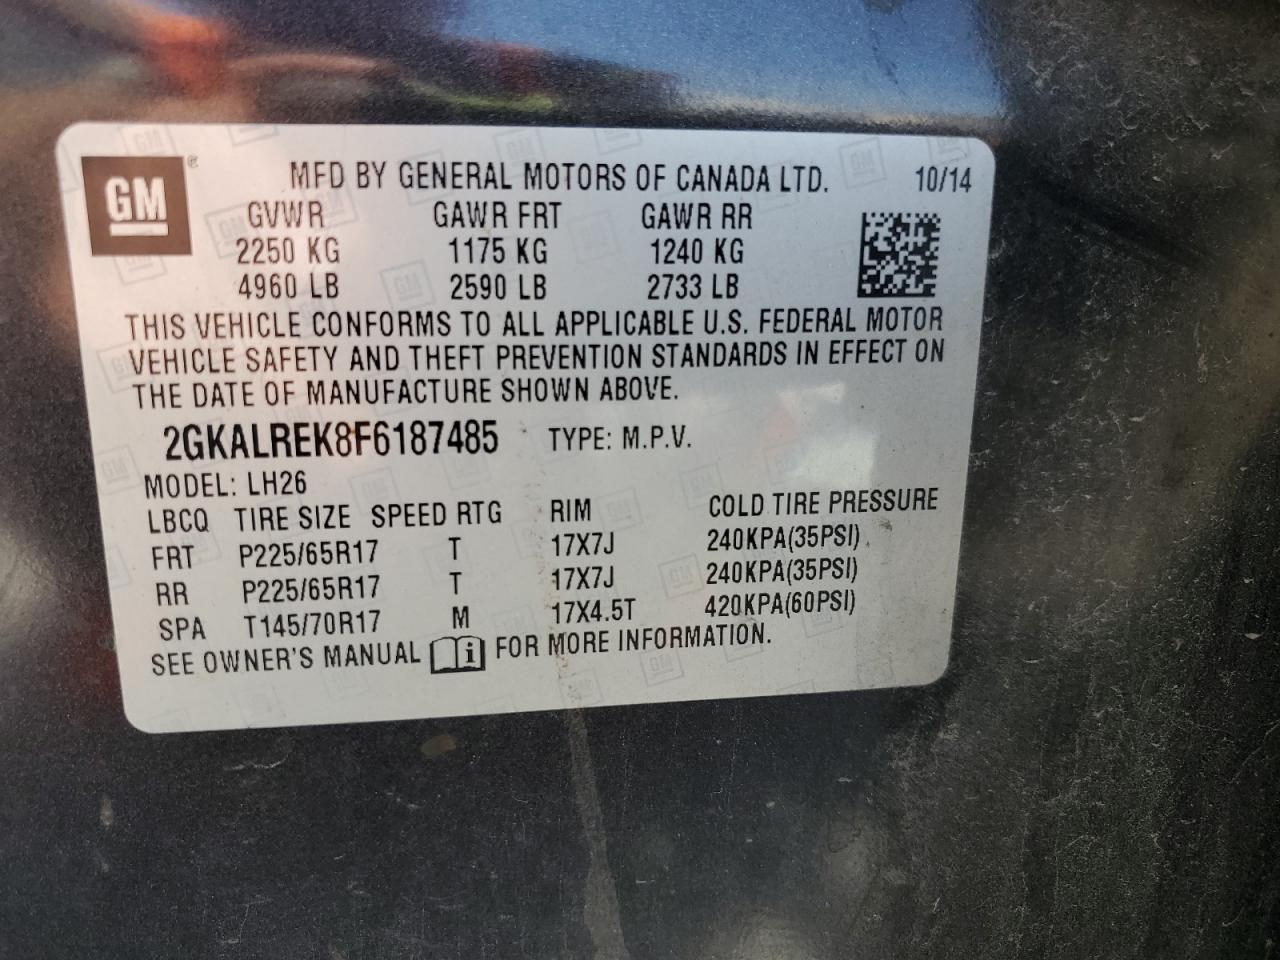 GM ® MFD BY GENERAL MOTORS OF CANADA LTD. 10/14
GVWR GAWR FRT GAWR RR
2250 KG 1175 KG 1240 KG
4960 LB 2590 LB 2733 LB
THIS VEHICLE CONFORMS TO ALL APPLICABLE U.S. FEDERAL MOTOR
VEHICLE SAFETY AND THEFT PREVENTION STANDARDS IN EFFECT ON
THE DATE OF MANUFACTURE SHOWN ABOVE.
2GKALREK8F6187485 TYPE: M.P.V.
MODEL: LH26
LBCQ TIRE SIZE SPEED RTG RIM COLD TIRE PRESSURE
FRT P225/65R17 T 17X7J 240KPA(35PSI)
RR P225/65R17 T 17X7J 240KPA(35PSI)
SPA T145/70R17 M 17X4.5T 420KPA(60PSI)
SEE OWNER'S MANUAL i FOR MORE INFORMATION.